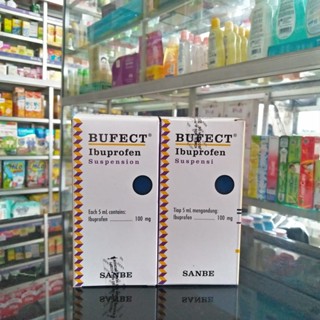 BUFECT®
Ibuprofen
Suspension
Each 5 mL contains:
Ibuprofen .............. 100 mg
SANBE
BUFECT®
Ibuprofen
Suspensi
Tiap 5 mL mengandung:
Ibuprofen .............. 100 mg
SANBE